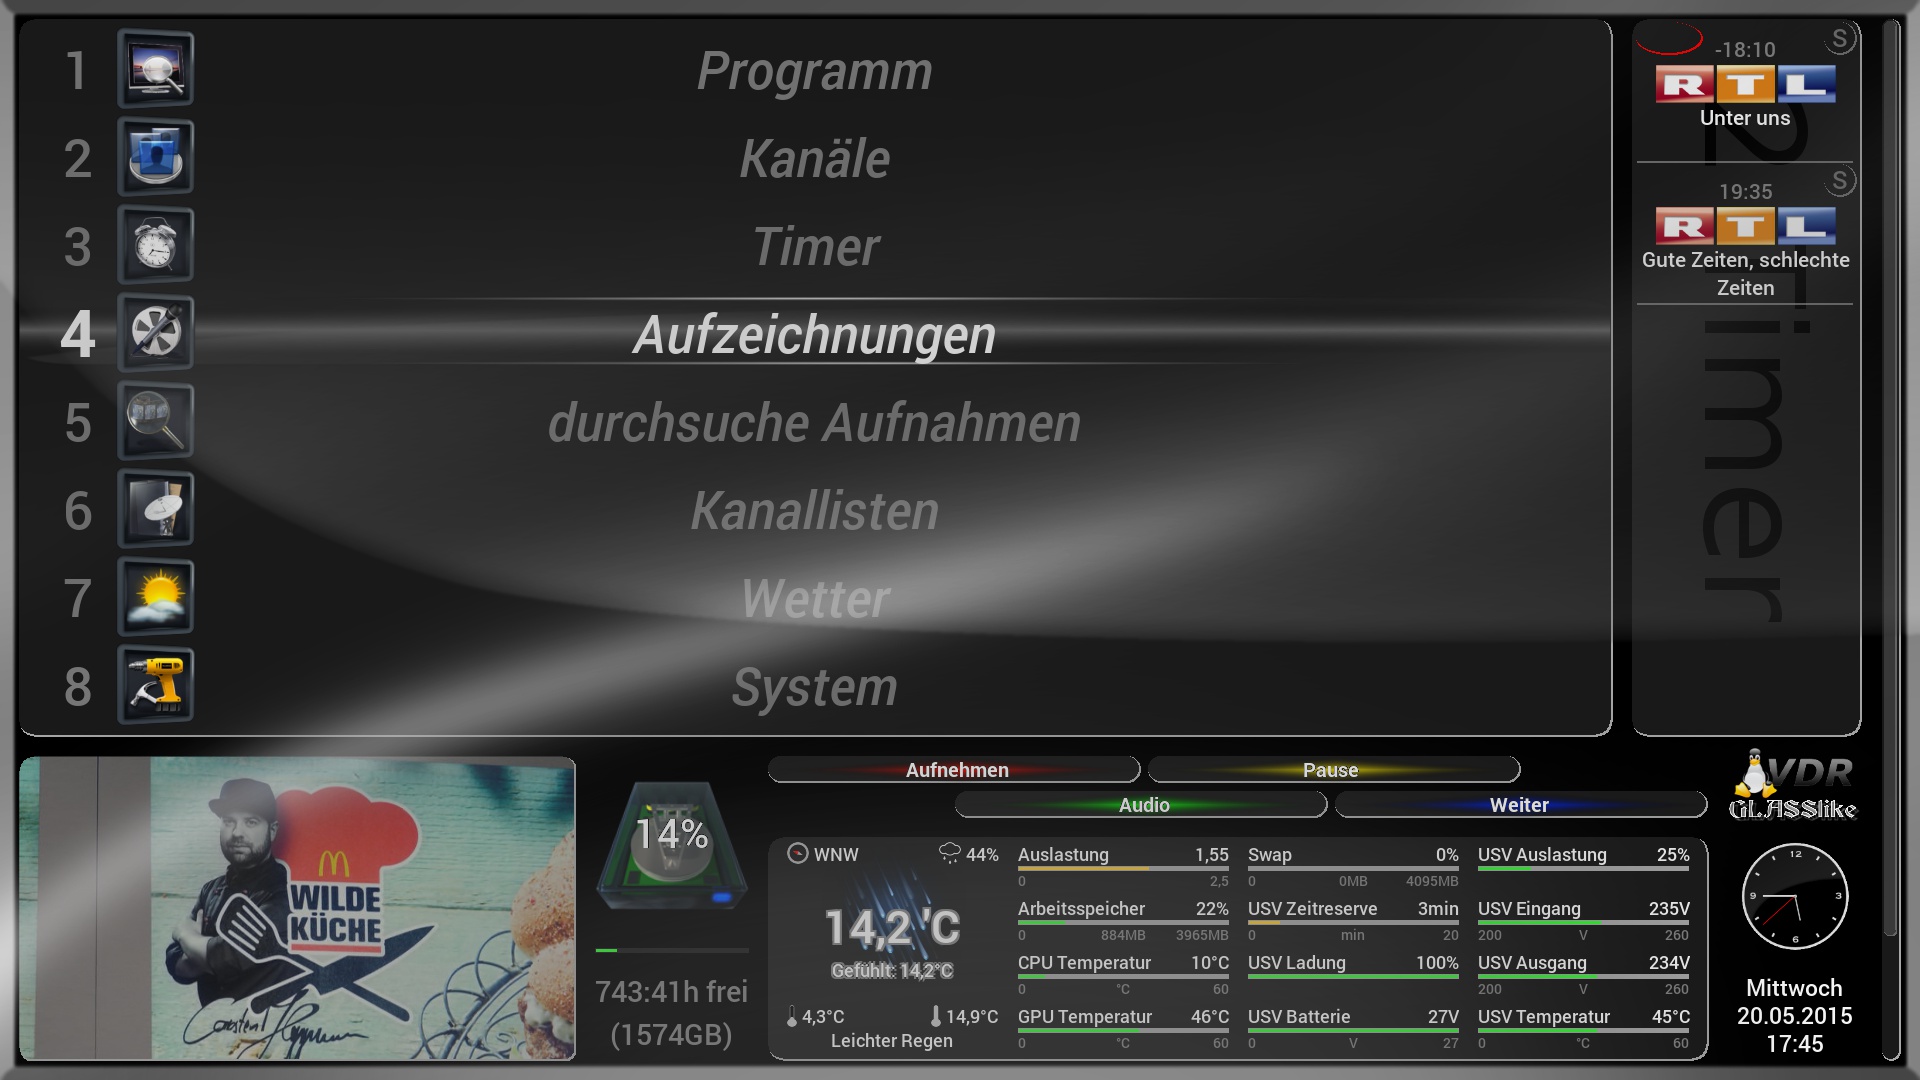 1 Programm
2 Kanäle
3 Timer
4 Aufzeichnungen
5 durchsuche Aufnahmen
6 Kanallisten
7 Wetter
8 System
2 Timer
-18:10 S
RTL
Unter uns
19:35 S
RTL
Gute Zeiten, schlechte
Zeiten
WILDE
KÜCHE
14%
743:41h frei
(1574GB)
Aufnehmen
Pause
Audio
Weiter
WNW 44%
14,2°C
Gefühlt: 14,2°C
4,3°C 14,9°C
Leichter Regen
Auslastung 1,55
0 2,5
Arbeitsspeicher 22%
0 884MB 3965MB
CPU Temperatur 10°C
0 °C 60
GPU Temperatur 46°C
0 °C 60
Swap 0%
0 0MB 4095MB
USV Zeitreserve 3min
0 min 20
USV Ladung 100%
USV Batterie 27V
0 V 27
USV Auslastung 25%
USV Eingang 235V
200 V 260
USV Ausgang 234V
200 V 260
USV Temperatur 45°C
0 °C 60
VDR
GLASSlike
12
9 3
6
Mittwoch
20.05.2015
17:45